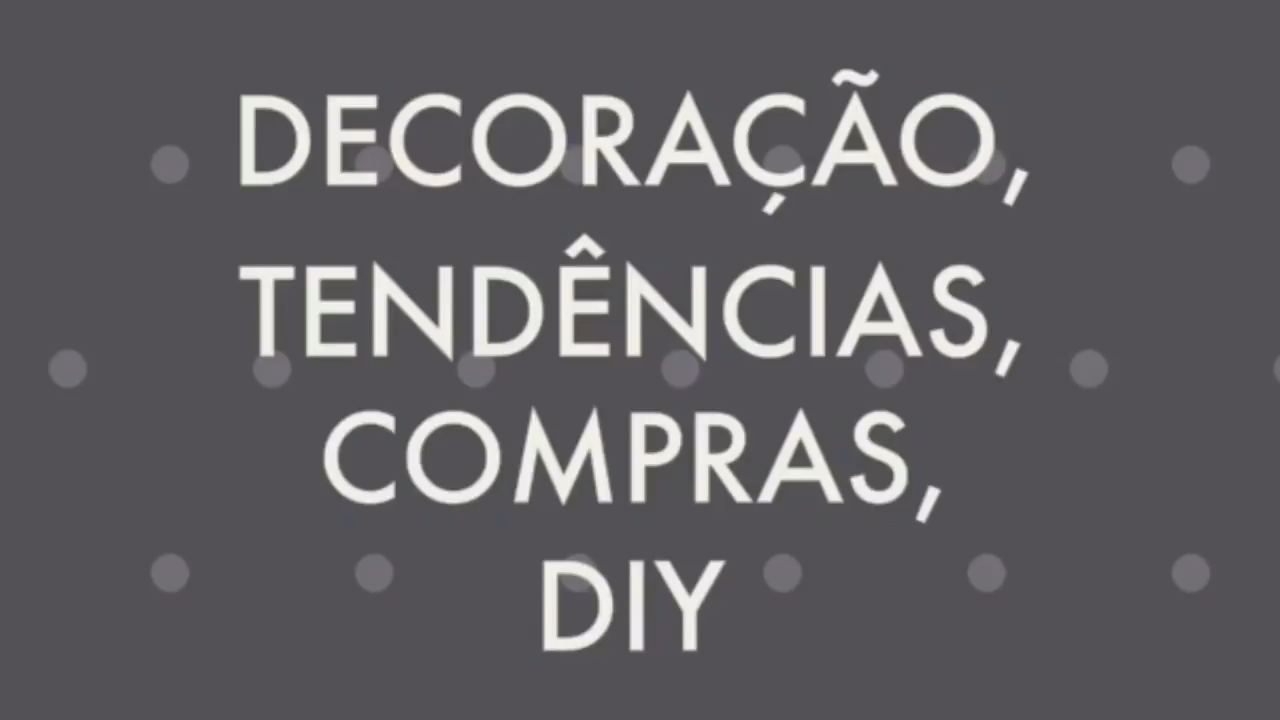 DECORAÇÃO,
TENDÊNCIAS,
COMPRAS,
DIY